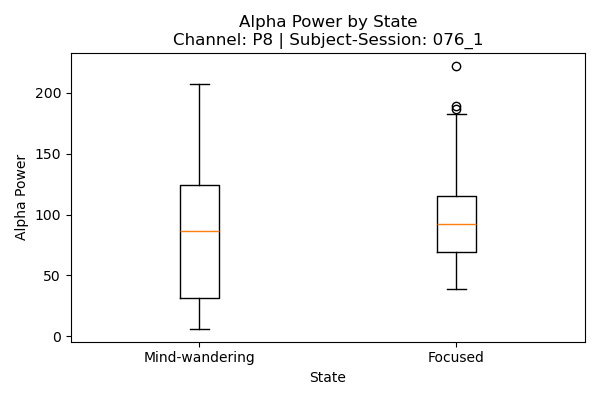 Alpha Power by State
Channel: P8 | Subject-Session: 076_1
Alpha Power
200
150
100
50
0
Mind-wandering
Focused
State